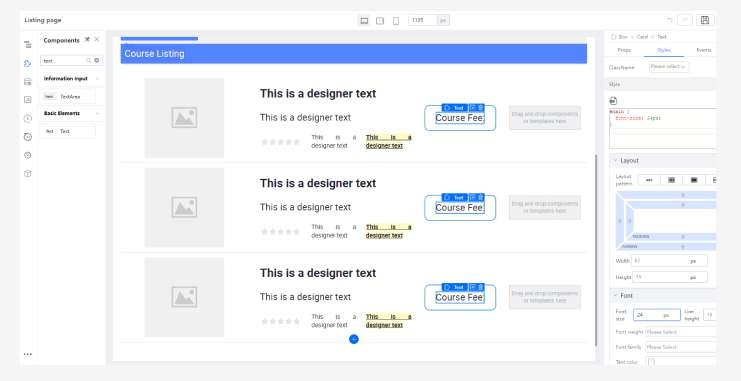 Listing page
1135 px
Components
text
Information Input
TextArea
Basic Elements
Text Text
Course Listing
This is a designer text
This is a designer text
This is a designer text
This is a designer text
Text
Course Fee:
Drag and drop components or templates here
This is a designer text
This is a designer text
This is a designer text
This is a designer text
Text
Course Fee:
Drag and drop components or templates here
This is a designer text
This is a designer text
This is a designer text
This is a designer text
Text
Course Fee:
Drag and drop components or templates here
Box > Card > Text
Props Styles Events
ClassName Please select
Style
Layout
Layout pattern
Width px
Height px
Font
Font size 24 px Line height
Font weight Please Select
Font family Please Select
Text color